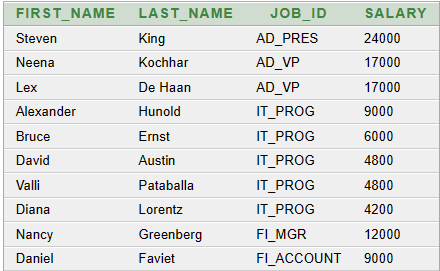 FIRST_NAME LAST_NAME JOB_ID SALARY
Steven King AD_PRES 24000
Neena Kochhar AD_VP 17000
Lex De Haan AD_VP 17000
Alexander Hunold IT_PROG 9000
Bruce Ernst IT_PROG 6000
David Austin IT_PROG 4800
Valli Pataballa IT_PROG 4800
Diana Lorentz IT_PROG 4200
Nancy Greenberg FI_MGR 12000
Daniel Faviet FI_ACCOUNT 9000